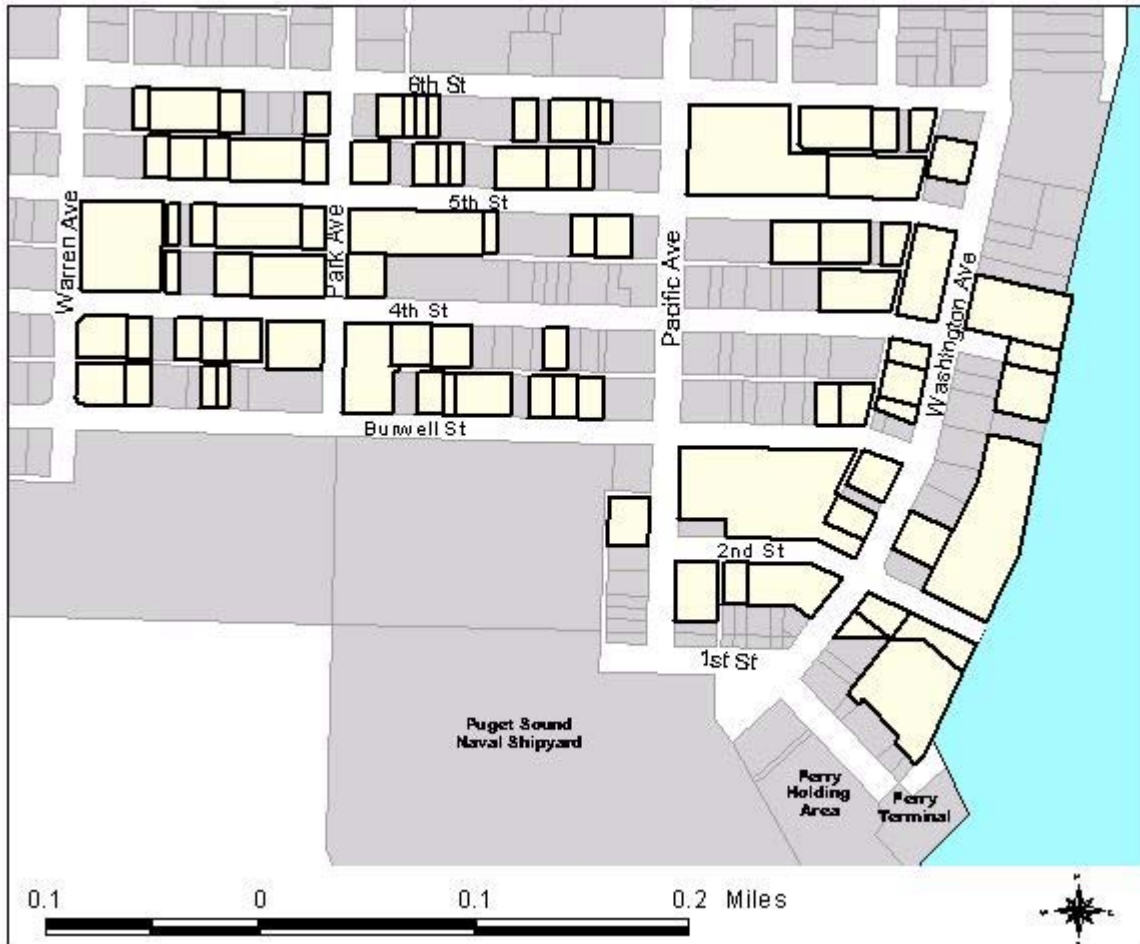 6th St
5th St
Warren Ave
Park Ave
Pacific Ave
4th St
Washington Ave
Burwell St
2nd St
1st St
Puget Sound
Naval Shipyard
Ferry
Holding
Area
Ferry
Terminal
0.1 0 0.1 0.2 Miles